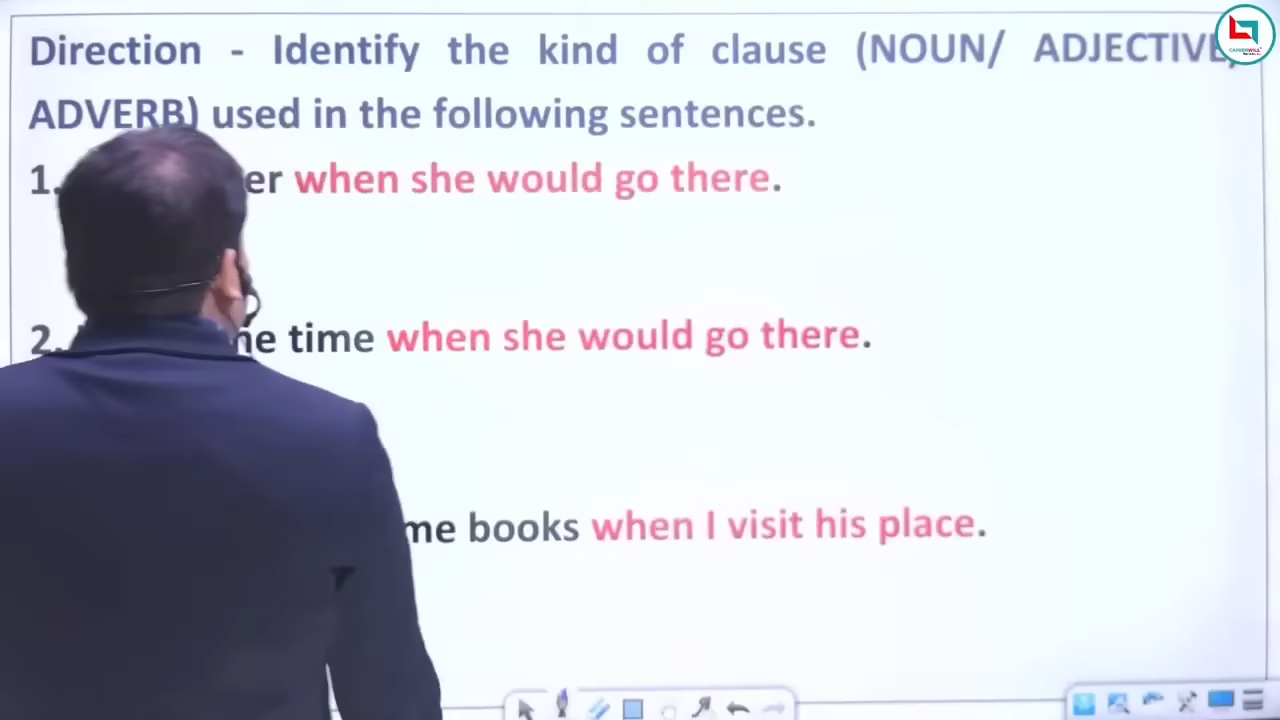 Direction - Identify the kind of clause (NOUN/ ADJECTIVE/
ADVERB) used in the following sentences.
1. er when she would go there.
2. he time when she would go there.
me books when I visit his place.